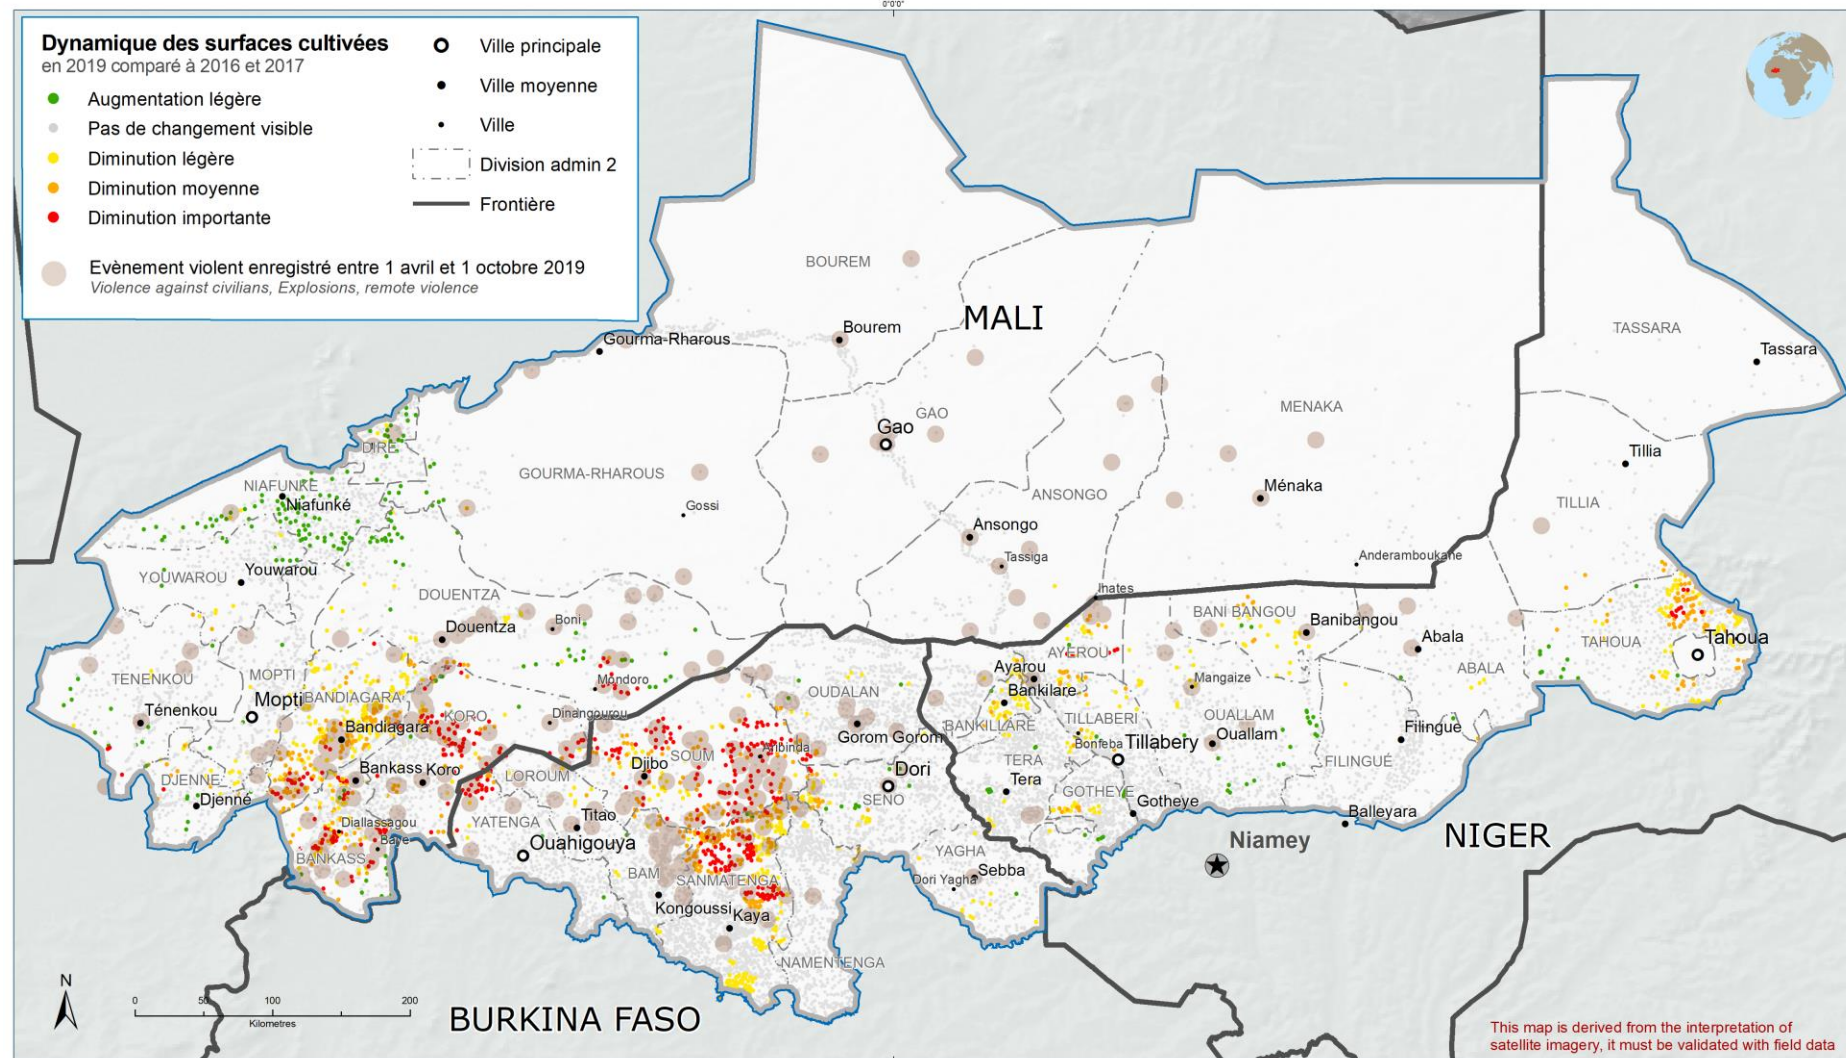 0°0'0"
Dynamique des surfaces cultivées
en 2019 comparé à 2016 et 2017
Augmentation légère
Pas de changement visible
Diminution légère
Diminution moyenne
Diminution importante
Ville principale
Ville moyenne
Ville
Division admin 2
Frontière
Evènement violent enregistré entre 1 avril et 1 octobre 2019
Violence against civilians, Explosions, remote violence
BOUREM
MALI
Bourem
Gourma-Rharous
TASSARA
Tassara
MENAKA
GAO
Gao
DIRE
GOURMA-RHAROUS
Tillia
NIAFUNKE
Niafunké
Gossi
ANSONGO
Ménaka
TILLIA
Ansongo
Tassiga
Anderamboukane
YOUWAROU
Youwarou
DOUENTZA
Inates
BANI BANGOU
Banibangou
Douentza
Boni
Abala
TAHOUA
Tahoua
AYEROU
Ayarou
ABALA
TENENKOU
MOPTI
Mopti
BANDIAGARA
Mondoro
OUDALAN
Bankilare
Mangaize
Ténenkou
KORO
Dinangourou
BANKILLARE
TILLABERI
OUALLAM
Ouallam
Filingue
Bandiagara
Gorom Gorom
Bonfeba
Tillabery
SOUM
Aribinda
Djibo
TERA
Tera
FILINGUÉ
DJENNE
Djenné
Bankass
Koro
LOROUM
Dori
SENO
GOTHEYE
Gotheye
Titao
YATENGA
Ouahigouya
Diallassagou
Baye
BANKASS
Balleyara
Niamey
NIGER
YAGHA
Sebba
Dori Yagha
BAM
SANMATENGA
Kongoussi
Kaya
NAMENTENGA
BURKINA FASO
N
0 50 100 200
Kilometres
This map is derived from the interpretation of
satellite imagery, it must be validated with field data